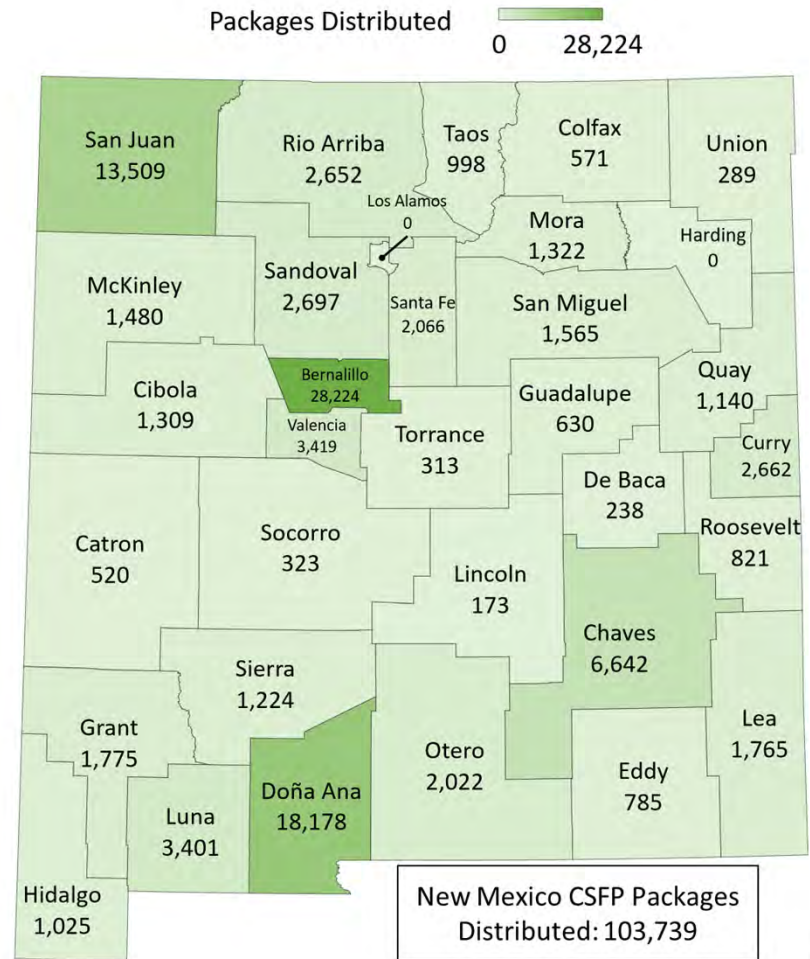 Packages Distributed
0 28,224
San Juan
13,509
Rio Arriba
2,652
Taos
998
Colfax
571
Union
289
Los Alamos
0
Mora
1,322
Harding
0
McKinley
1,480
Sandoval
2,697
Santa Fe
2,066
San Miguel
1,565
Cibola
1,309
Bernalillo
28,224
Valencia
3,419
Torrance
313
Guadalupe
630
Quay
1,140
Curry
2,662
De Baca
238
Roosevelt
821
Catron
520
Socorro
323
Lincoln
173
Chaves
6,642
Sierra
1,224
Grant
1,775
Otero
2,022
Lea
1,765
Eddy
785
Doña Ana
18,178
Luna
3,401
Hidalgo
1,025
New Mexico CSFP Packages
Distributed: 103,739